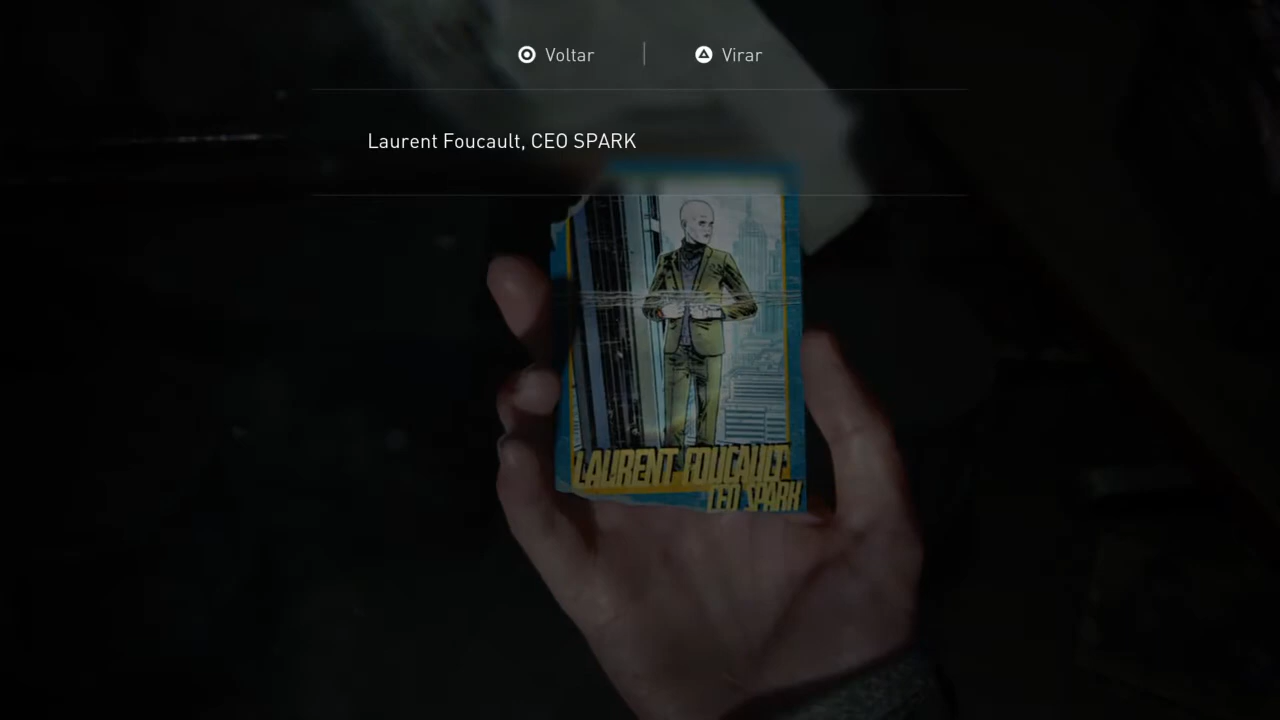 Voltar
Virar
Laurent Foucault, CEO SPARK
LAURENT FOUCAULT
CEO SPARK